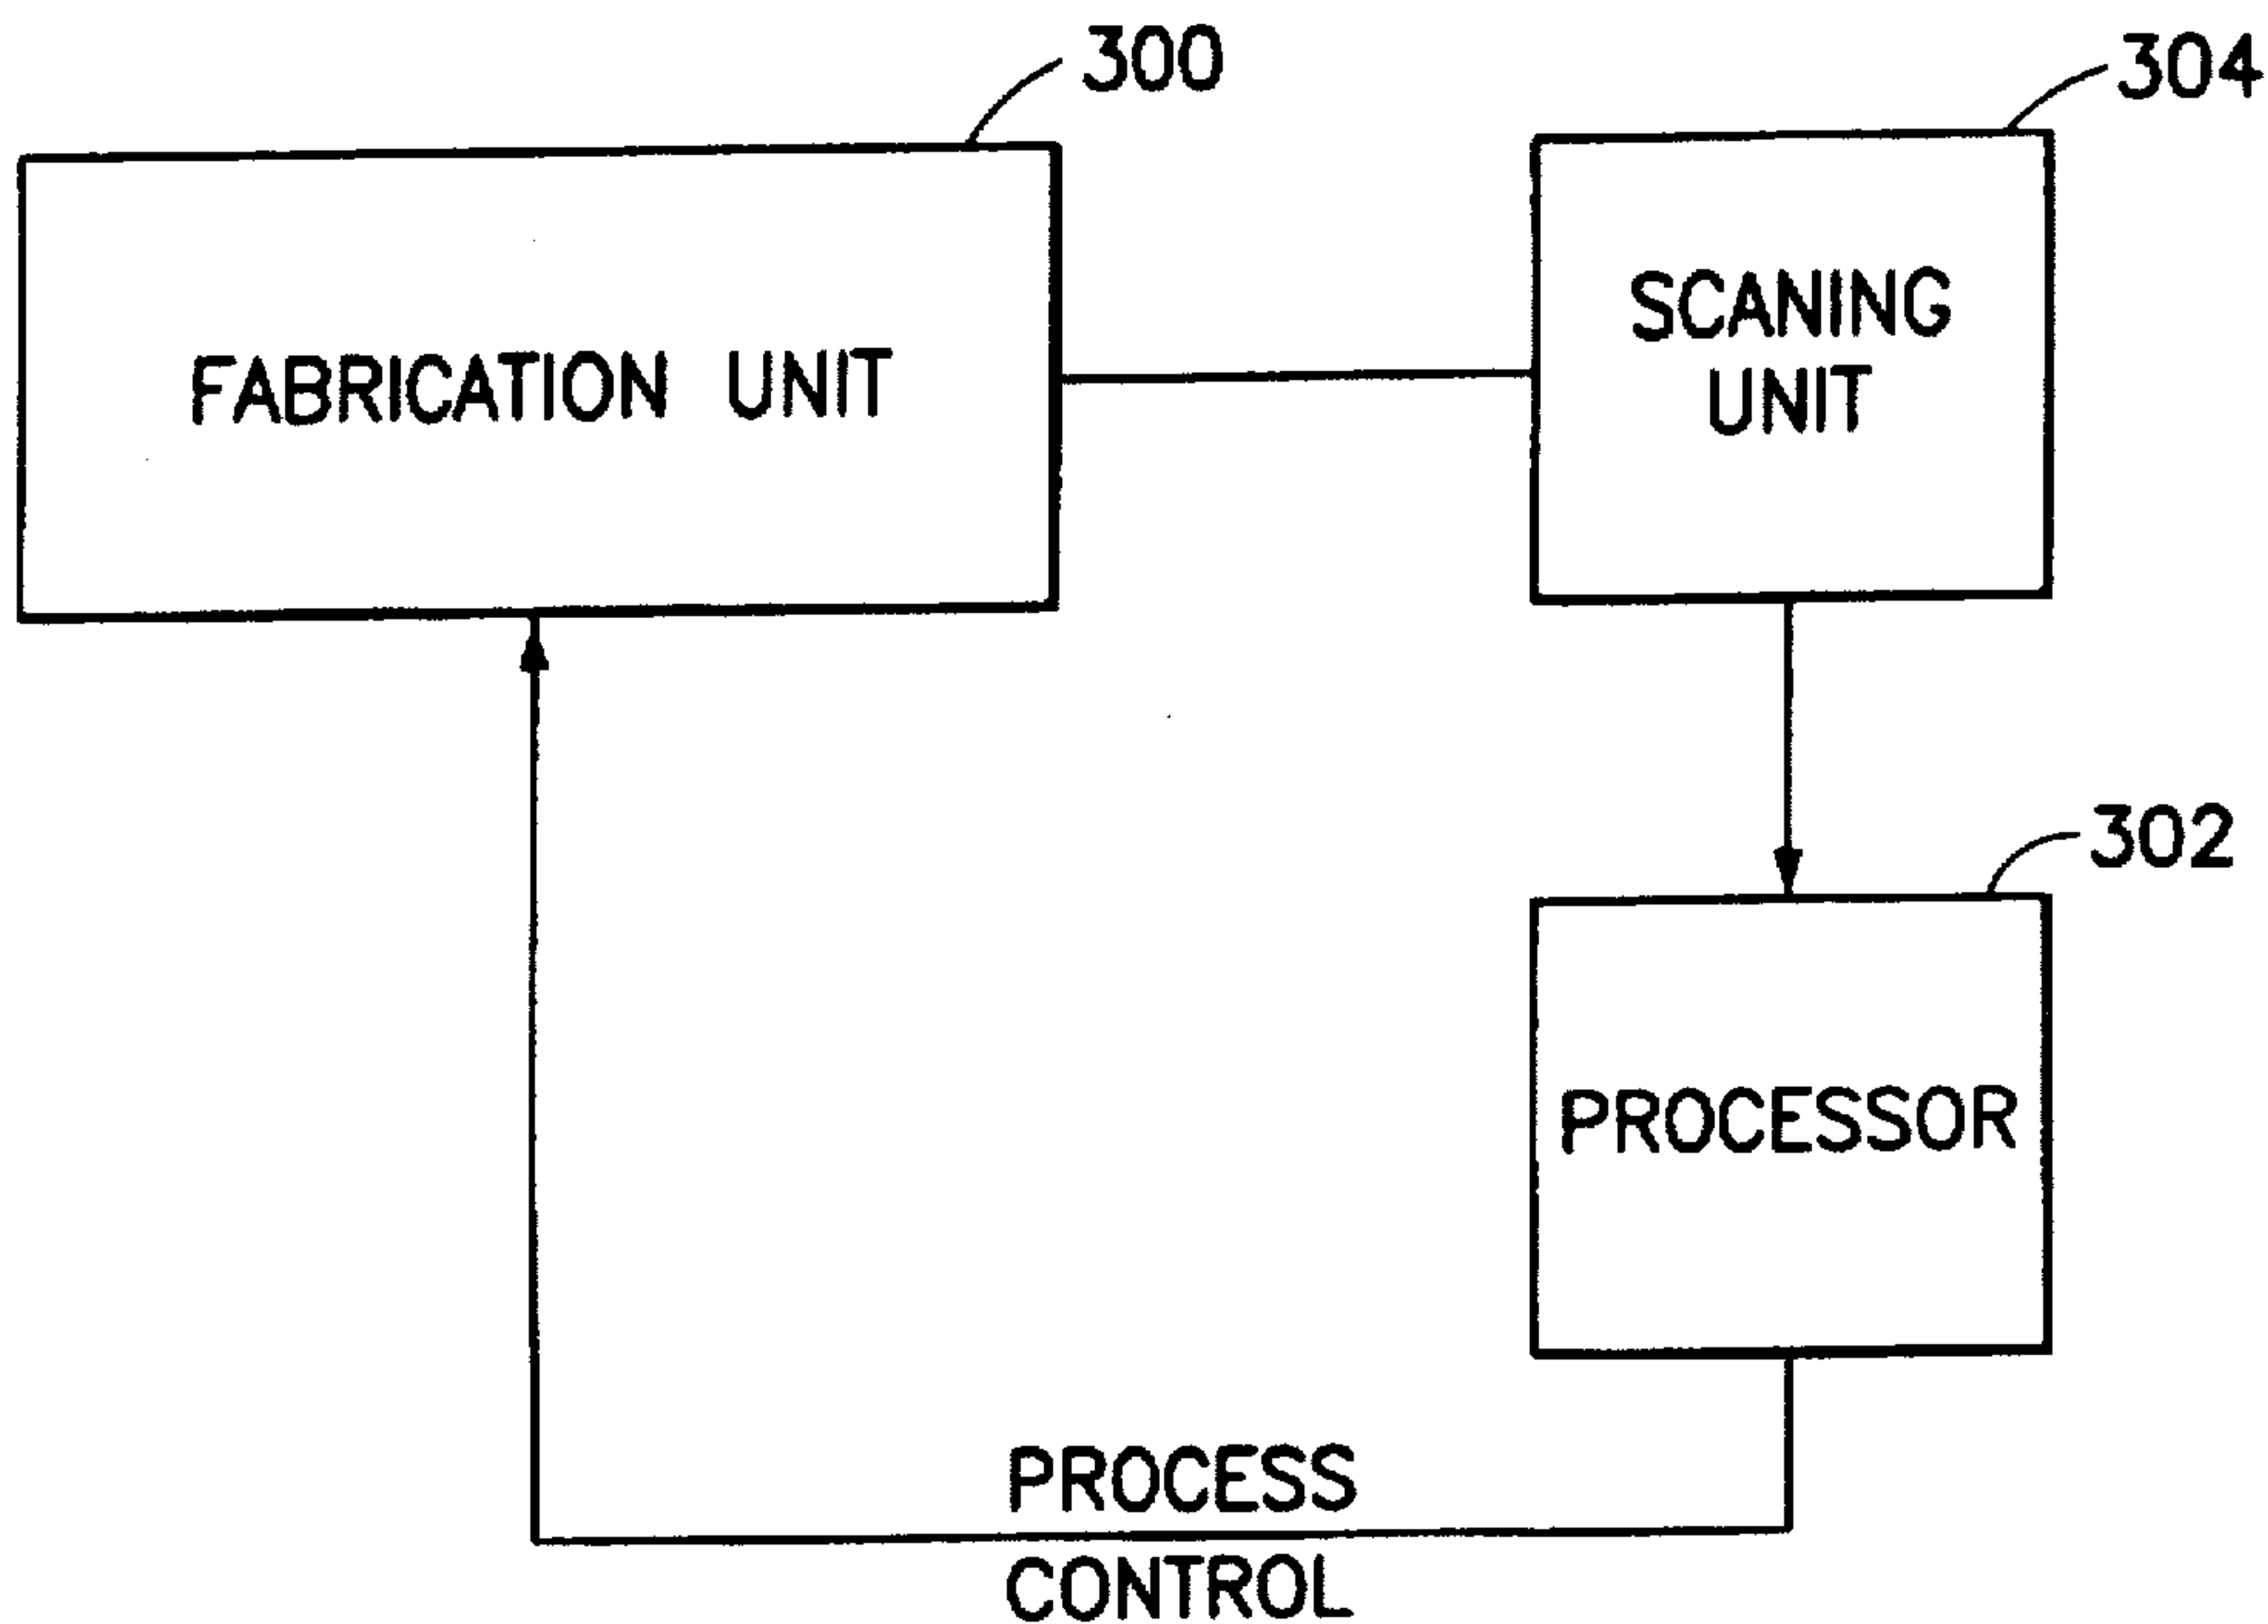 300
304
FABRICATION UNIT
SCANING
UNIT
302
PROCESSOR
PROCESS
CONTROL